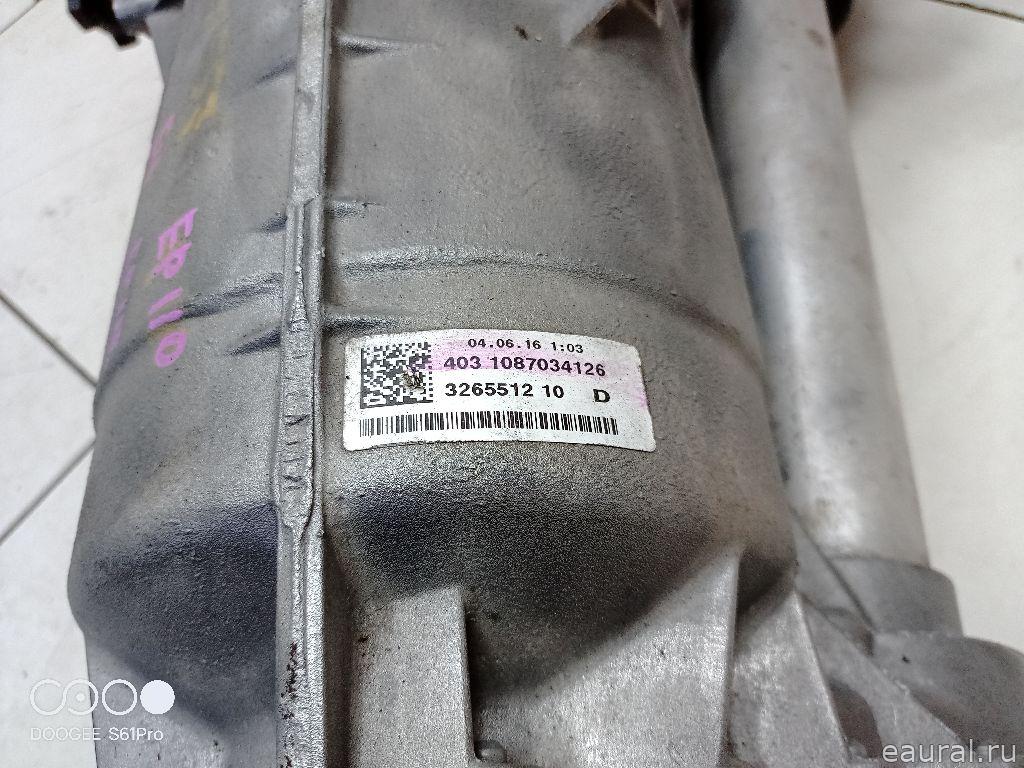 04.06.16 1:03
403 1087034126
3265512 10 D
ER 110
DOOGEE S61Pro
eaural.ru